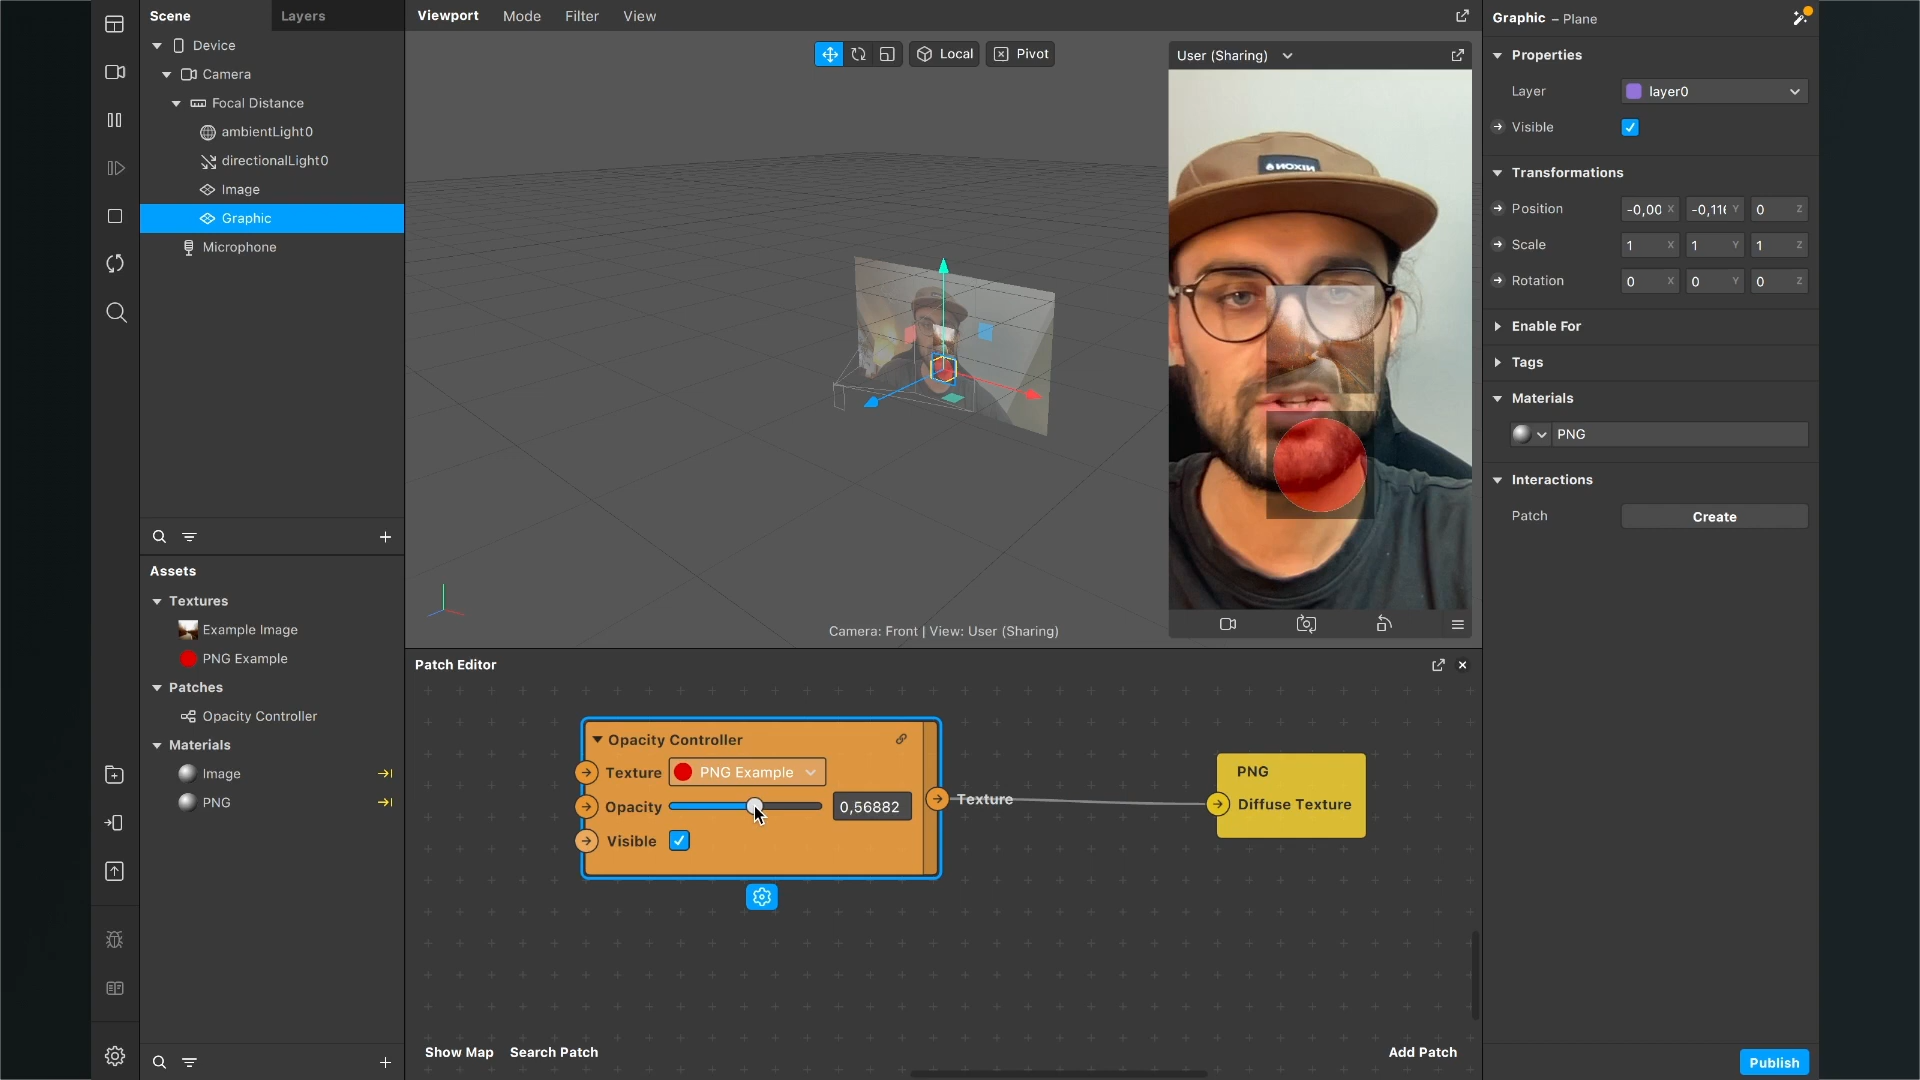 Scene
Layers
Device
Camera
Focal Distance
ambientLight0
directionalLight0
Image
Graphic
Microphone
Assets
Textures
Example Image
PNG Example
Patches
Opacity Controller
Materials
Image
PNG
Viewport
Mode
Filter
View
Local
Pivot
User (Sharing)
NIXON
Camera: Front | View: User (Sharing)
Patch Editor
Opacity Controller
Texture
PNG Example
Opacity
0,56882
Visible
Texture
PNG
Diffuse Texture
Show Map
Search Patch
Add Patch
Graphic – Plane
Properties
Layer
layer0
Visible
Transformations
Position -0,00 X -0,116 Y 0 Z
Scale 1 X 1 Y 1 Z
Rotation 0 X 0 Y 0 Z
Enable For
Tags
Materials
PNG
Interactions
Patch
Create
Publish